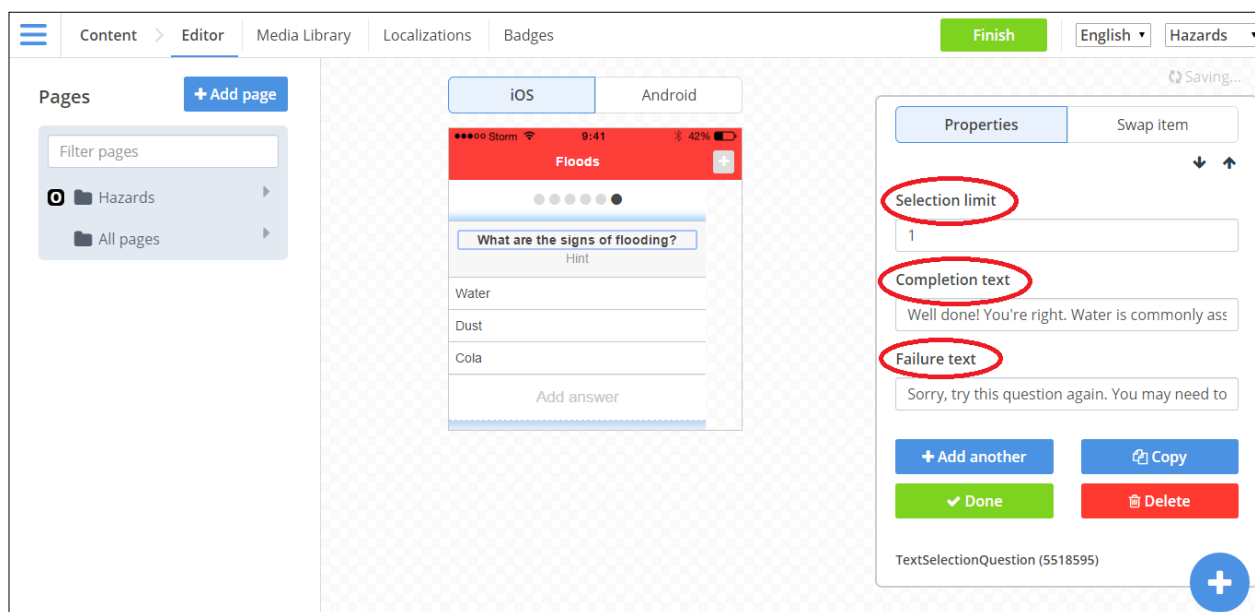 Content Editor Media Library Localizations Badges Finish English Hazards
Saving...
Pages + Add page
Filter pages
Hazards
All pages
iOS Android
Storm 9:41 42%
Floods
What are the signs of flooding?
Hint
Water
Dust
Cola
Add answer
Properties Swap item
Selection limit
1
Completion text
Well done! You're right. Water is commonly ass
Failure text
Sorry, try this question again. You may need to
+ Add another Copy
Done Delete
TextSelectionQuestion (5518595)